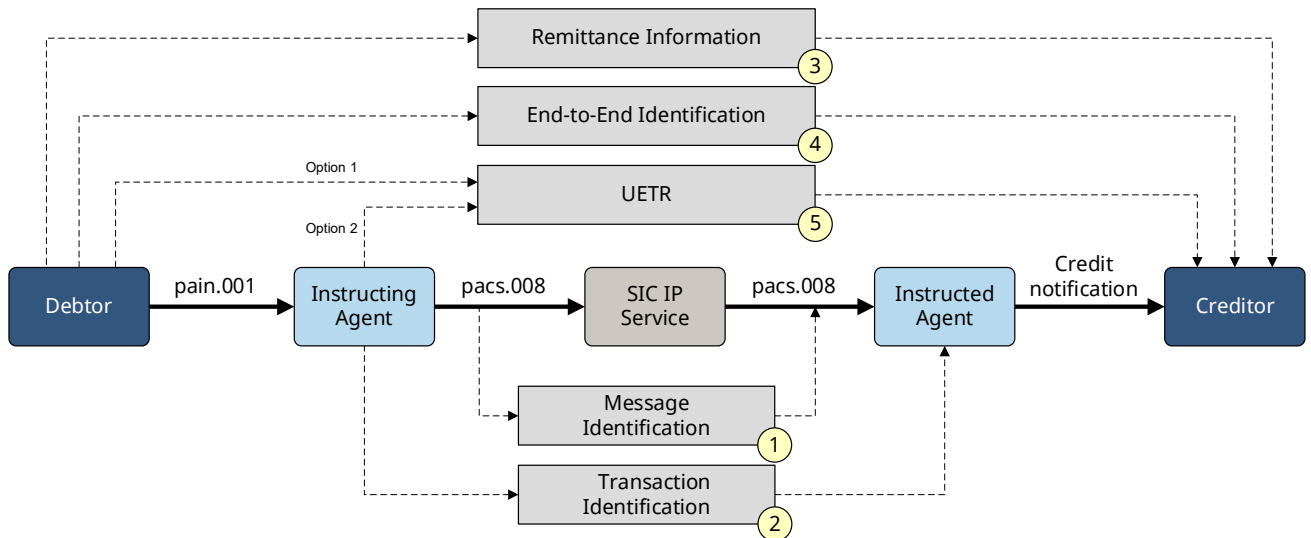 Remittance Information
3
End-to-End Identification
4
Option 1
UETR
5
Option 2
Debtor
pain.001
Instructing
Agent
pacs.008
SIC IP
Service
pacs.008
Instructed
Agent
Credit
notification
Creditor
Message
Identification
1
Transaction
Identification
2